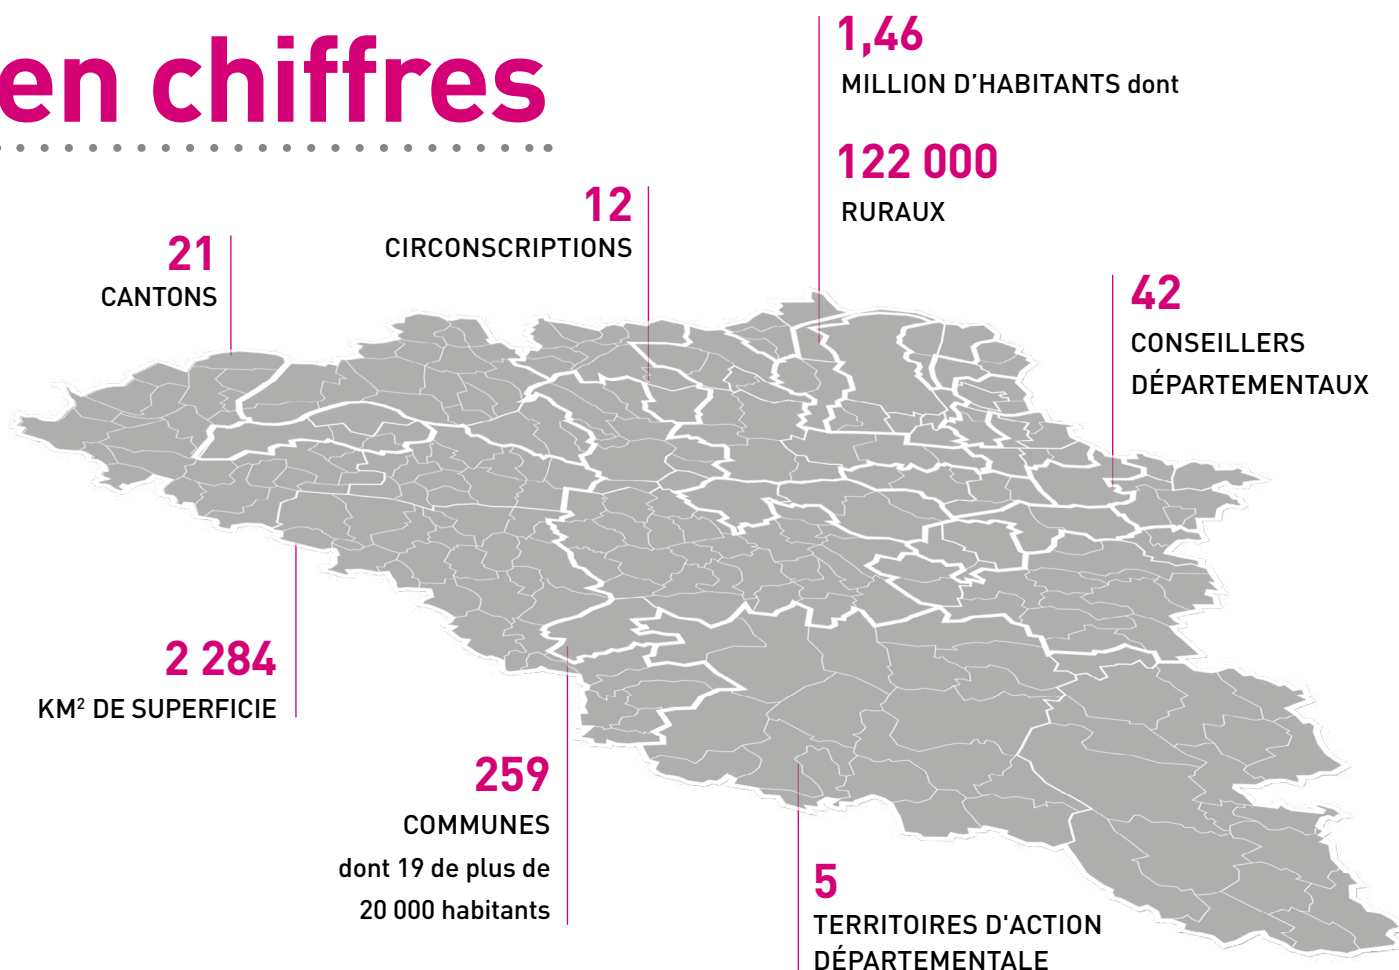 en chiffres
1,46
MILLION D'HABITANTS dont
122 000
RURAUX
12
CIRCONSCRIPTIONS
21
CANTONS
42
CONSEILLERS
DÉPARTEMENTAUX
2 284
KM² DE SUPERFICIE
259
COMMUNES
dont 19 de plus de
20 000 habitants
5
TERRITOIRES D'ACTION
DÉPARTEMENTALE